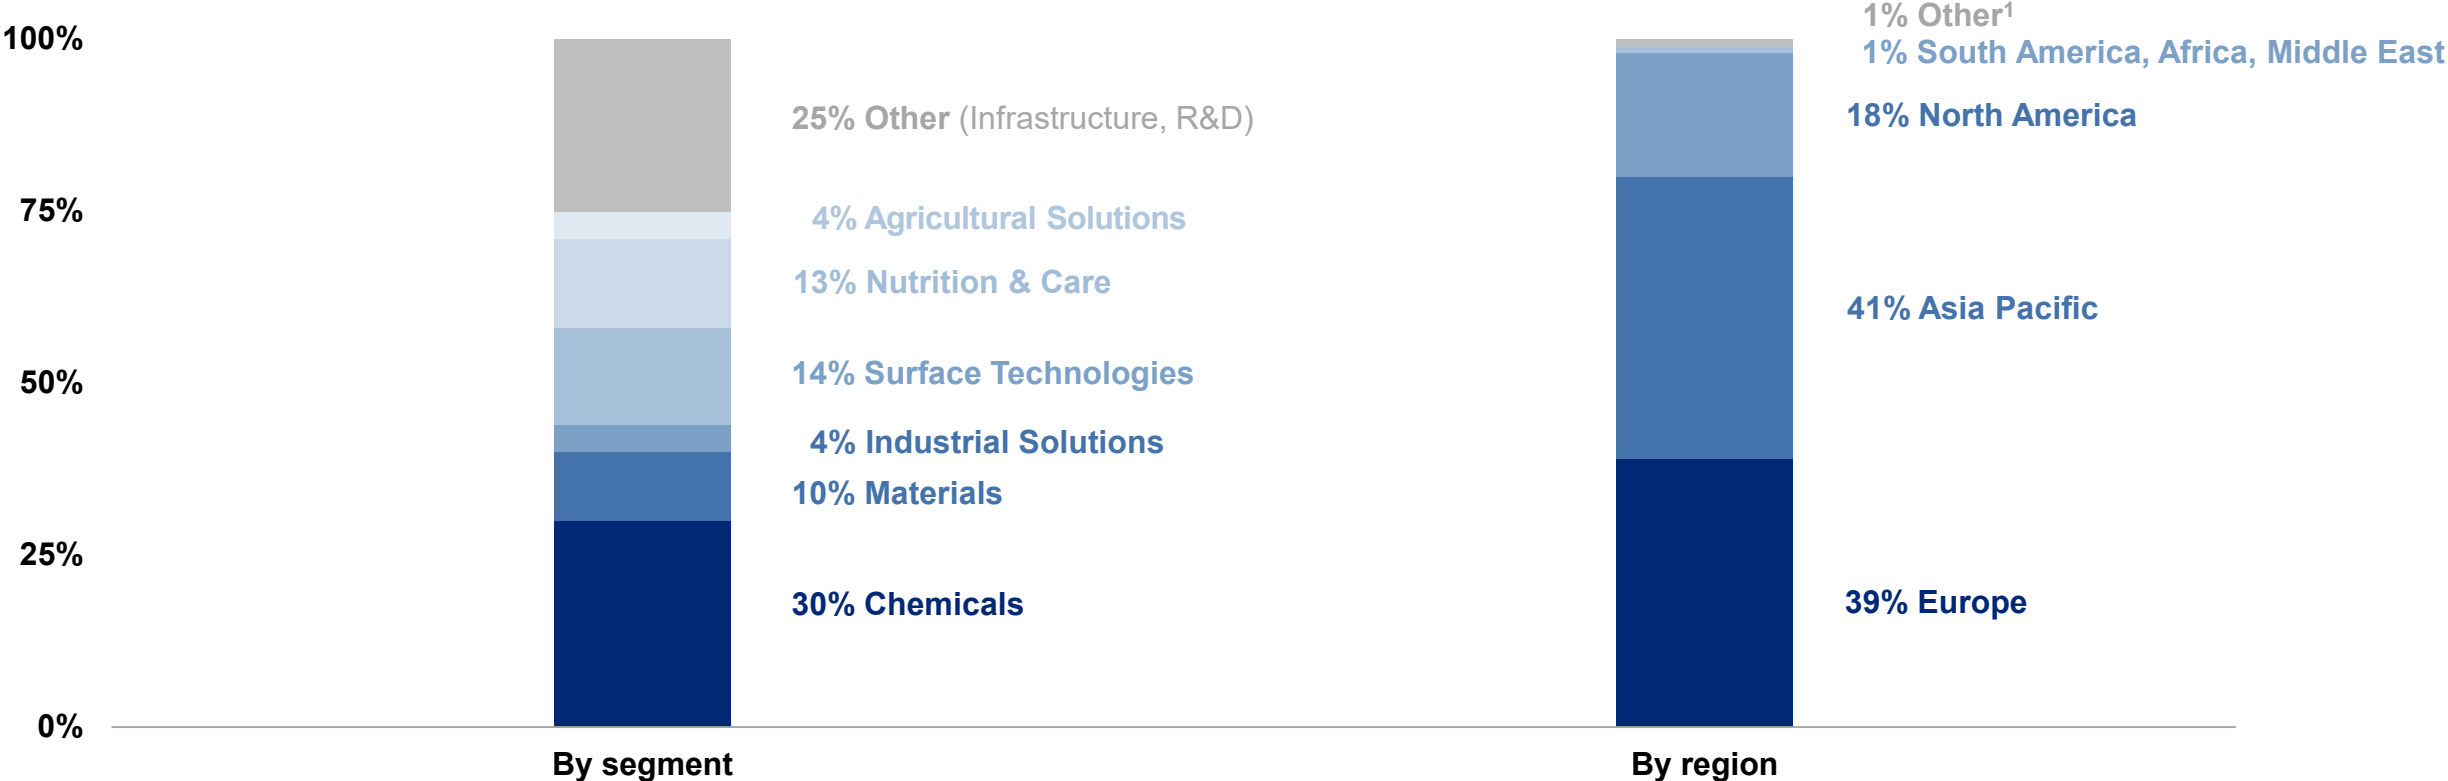 100%
75%
50%
25%
0%
25% Other (Infrastructure, R&D)
4% Agricultural Solutions
13% Nutrition & Care
14% Surface Technologies
4% Industrial Solutions
10% Materials
30% Chemicals
By segment
1% Other¹
1% South America, Africa, Middle East
18% North America
41% Asia Pacific
39% Europe
By region